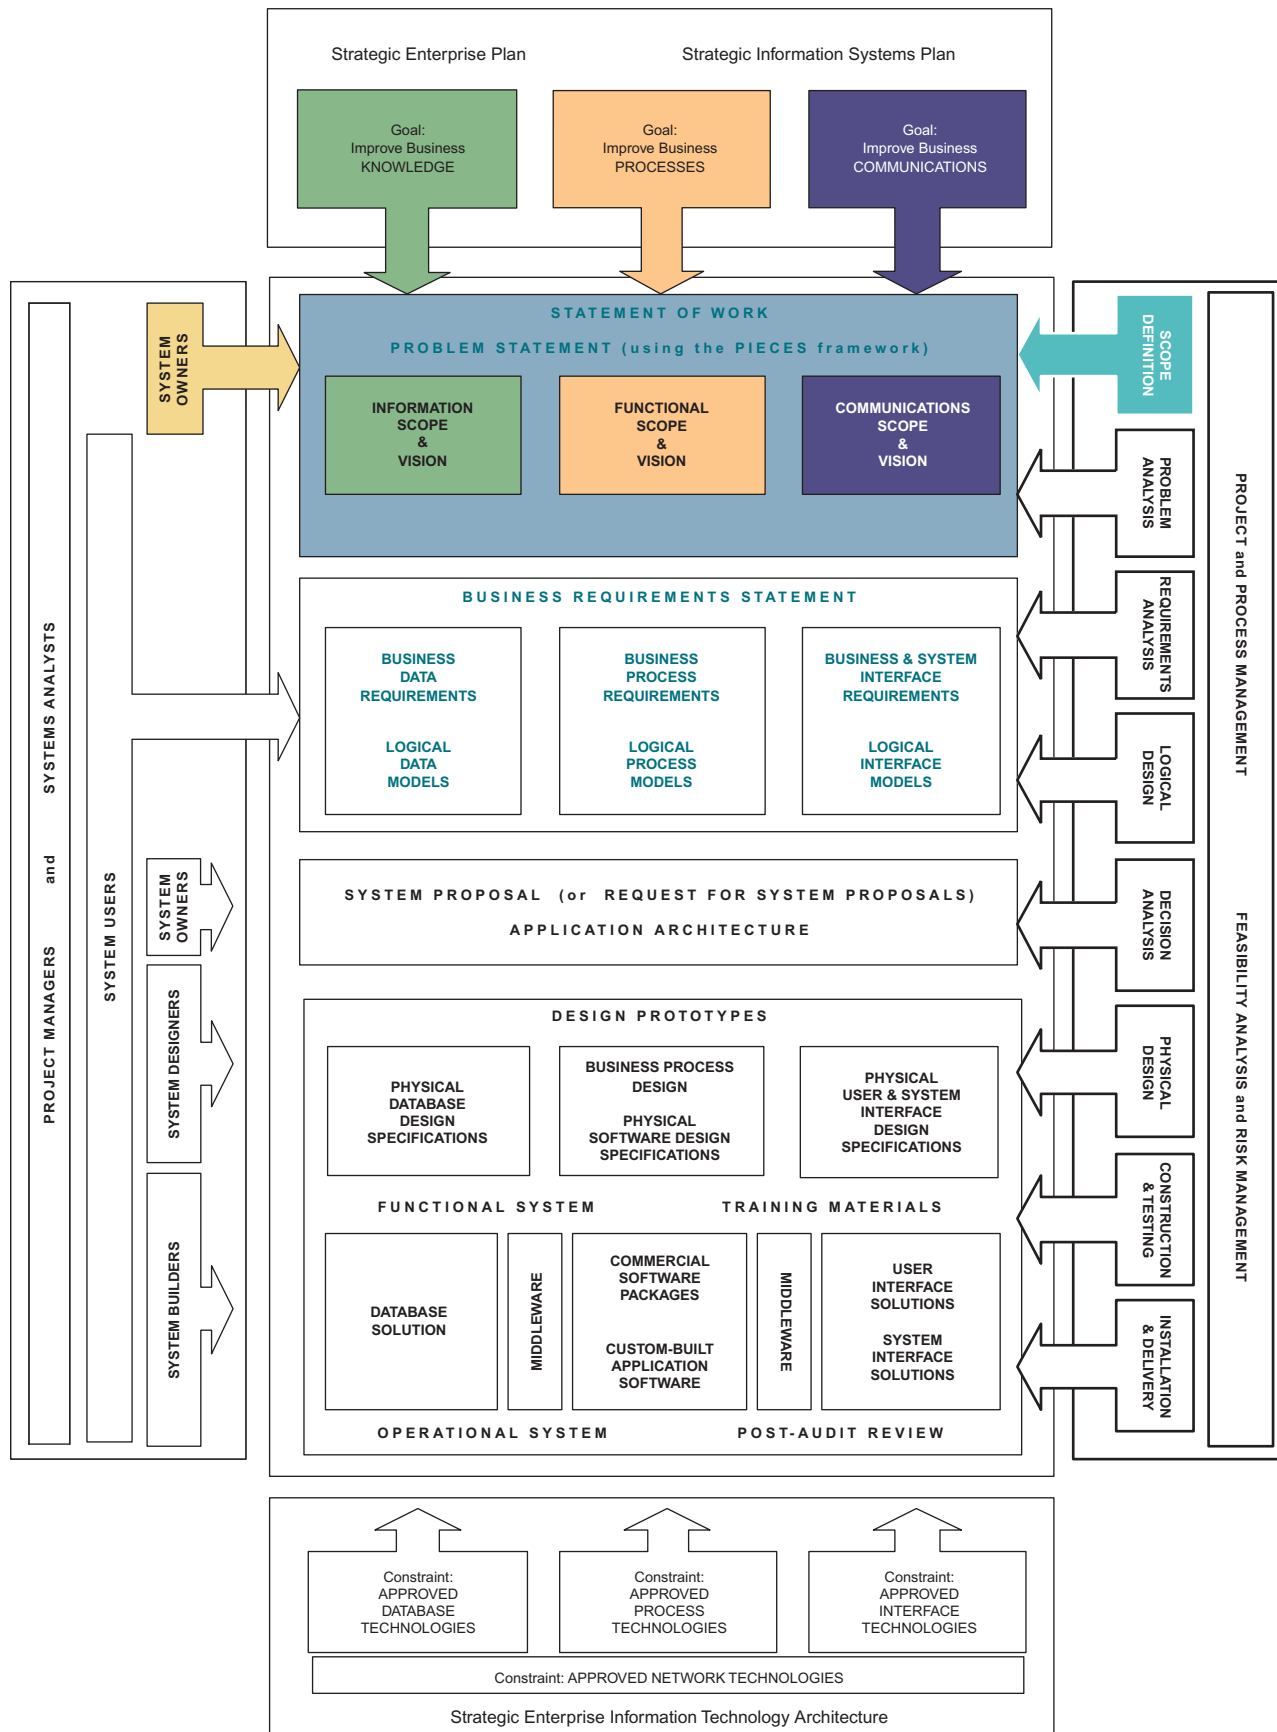 Strategic Enterprise Plan
Strategic Information Systems Plan
Goal:
Improve Business
KNOWLEDGE
Goal:
Improve Business
PROCESSES
Goal:
Improve Business
COMMUNICATIONS
PROJECT MANAGERS and SYSTEMS ANALYSTS
SYSTEM USERS
SYSTEM
OWNERS
SYSTEM
OWNERS
SYSTEM DESIGNERS
SYSTEM BUILDERS
STATEMENT OF WORK
PROBLEM STATEMENT (using the PIECES framework)
INFORMATION
SCOPE
&
VISION
FUNCTIONAL
SCOPE
&
VISION
COMMUNICATIONS
SCOPE
&
VISION
BUSINESS REQUIREMENTS STATEMENT
BUSINESS
DATA
REQUIREMENTS
LOGICAL
DATA
MODELS
BUSINESS
PROCESS
REQUIREMENTS
LOGICAL
PROCESS
MODELS
BUSINESS & SYSTEM
INTERFACE
REQUIREMENTS
LOGICAL
INTERFACE
MODELS
SYSTEM PROPOSAL (or REQUEST FOR SYSTEM PROPOSALS)
APPLICATION ARCHITECTURE
DESIGN PROTOTYPES
PHYSICAL
DATABASE
DESIGN
SPECIFICATIONS
BUSINESS PROCESS
DESIGN
PHYSICAL
SOFTWARE DESIGN
SPECIFICATIONS
PHYSICAL
USER & SYSTEM
INTERFACE
DESIGN
SPECIFICATIONS
FUNCTIONAL SYSTEM
TRAINING MATERIALS
DATABASE
SOLUTION
MIDDLEWARE
COMMERCIAL
SOFTWARE
PACKAGES
CUSTOM-BUILT
APPLICATION
SOFTWARE
MIDDLEWARE
USER
INTERFACE
SOLUTIONS
SYSTEM
INTERFACE
SOLUTIONS
OPERATIONAL SYSTEM
POST-AUDIT REVIEW
SCOPE
DEFINITION
PROBLEM
ANALYSIS
REQUIREMENTS
ANALYSIS
LOGICAL
DESIGN
DECISION
ANALYSIS
PHYSICAL
DESIGN
CONSTRUCTION
& TESTING
INSTALLATION
& DELIVERY
PROJECT and PROCESS MANAGEMENT
FEASIBILITY ANALYSIS and RISK MANAGEMENT
Constraint:
APPROVED
DATABASE
TECHNOLOGIES
Constraint:
APPROVED
PROCESS
TECHNOLOGIES
Constraint:
APPROVED
INTERFACE
TECHNOLOGIES
Constraint: APPROVED NETWORK TECHNOLOGIES
Strategic Enterprise Information Technology Architecture